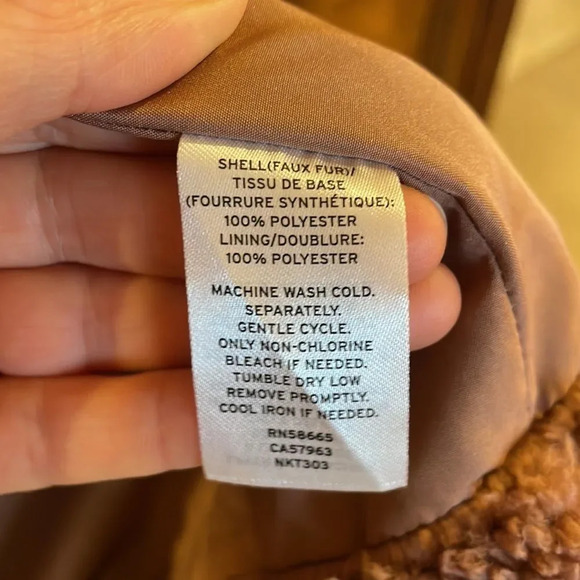 SHELL(FAUX FUR)/
TISSU DE BASE
(FOURRURE SYNTHÉTIQUE):
100% POLYESTER
LINING/DOUBLURE:
100% POLYESTER
MACHINE WASH COLD.
SEPARATELY.
GENTLE CYCLE.
ONLY NON-CHLORINE
BLEACH IF NEEDED.
TUMBLE DRY LOW
REMOVE PROMPTLY.
COOL IRON IF NEEDED.
RN58665
CA57963
NKT303